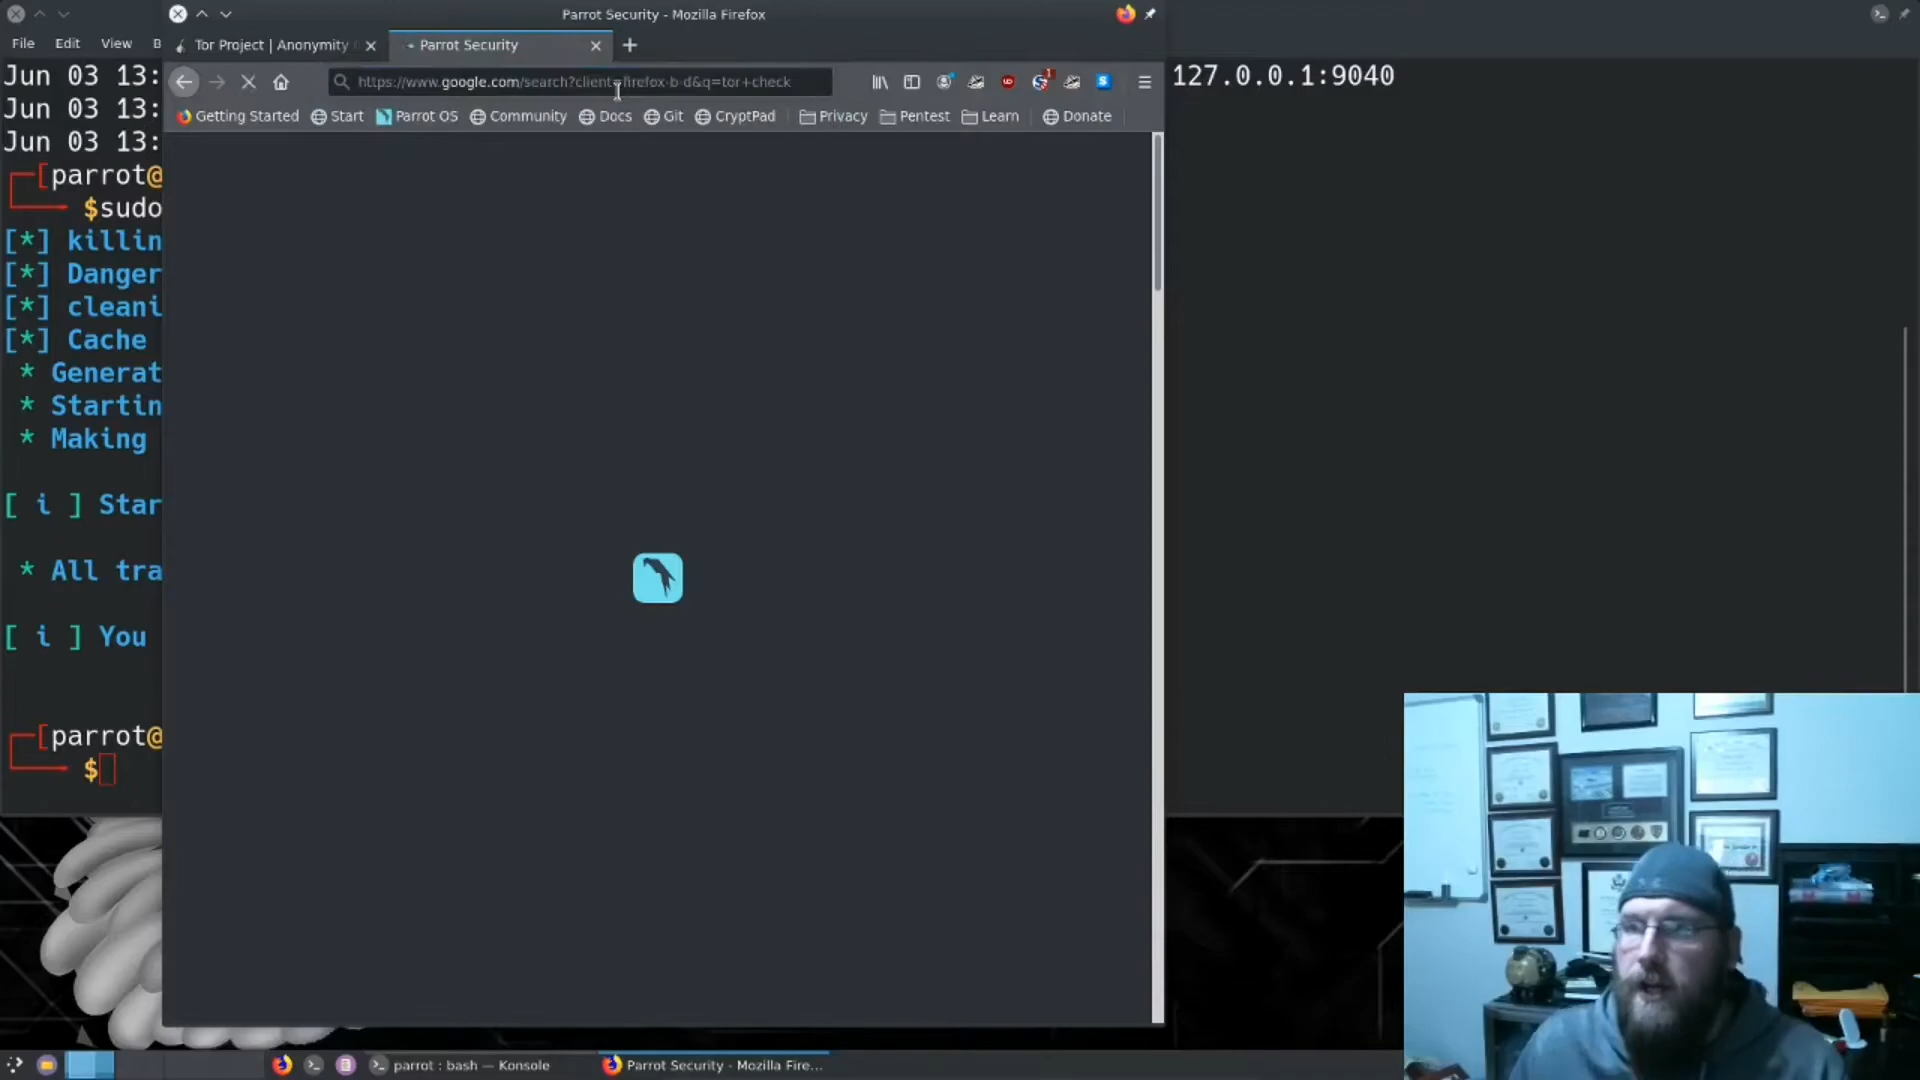 Parrot Security - Mozilla Firefox
File Edit View B
Tor Project | Anonymity
Parrot Security
https://www.google.com/search?client=firefox-b-d&q=tor+check
Getting Started Start Parrot OS Community Docs Git CryptPad Privacy Pentest Learn Donate
Jun 03 13: 127.0.0.1:9040
Jun 03 13:
Jun 03 13:
[parrot@
$sudo
[*] killin
[*] Danger
[*] cleani
[*] Cache
* Generat
* Startin
* Making
[ i ] Star
* All tra
[ i ] You
[parrot@
$
parrot : bash — Konsole
Parrot Security - Mozilla Fire...